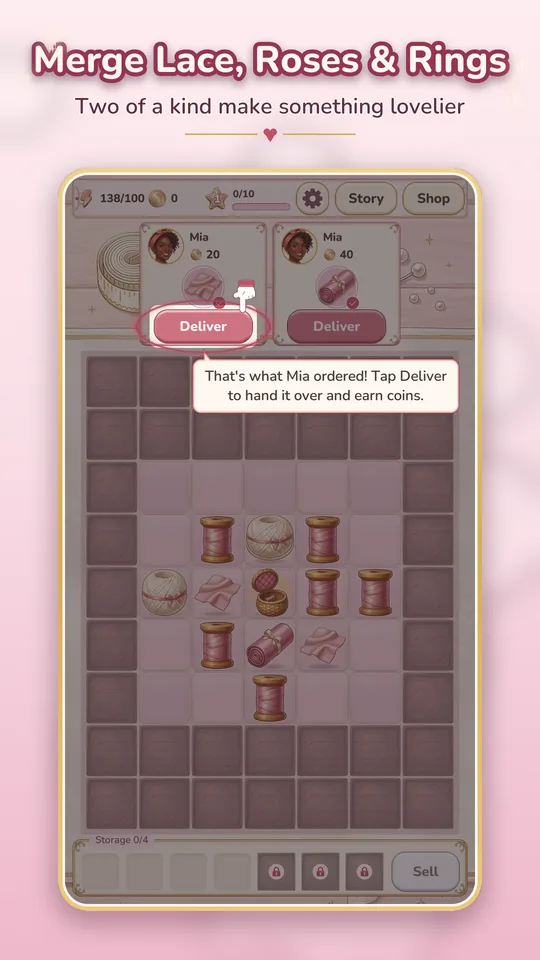 Merge Lace, Roses & Rings
Two of a kind make something lovelier
138/100
0
1
0/10
Story
Shop
Mia
20
Deliver
Mia
40
Deliver
That's what Mia ordered! Tap Deliver
to hand it over and earn coins.
Storage 0/4
Sell